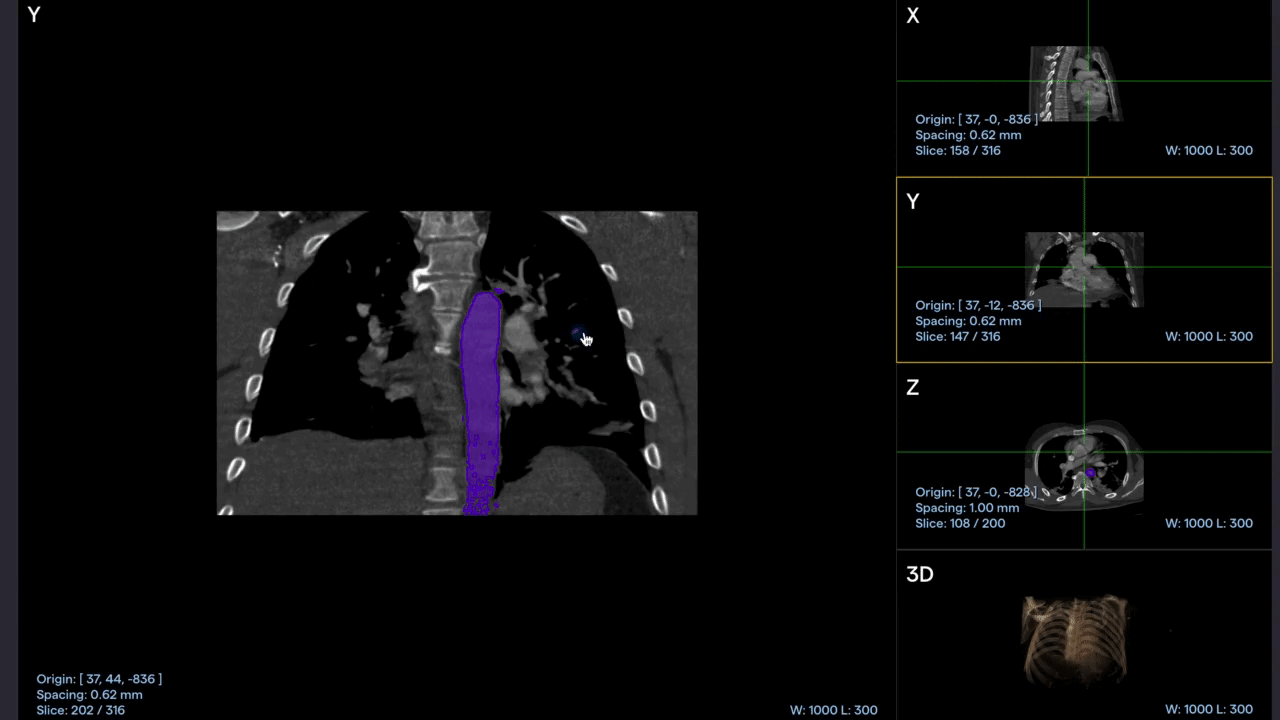 Y
Origin: [ 37, 44, -836 ]
Spacing: 0.62 mm
Slice: 202 / 316
W: 1000 L: 300
X
Origin: [ 37, -0, -836 ]
Spacing: 0.62 mm
Slice: 158 / 316
W: 1000 L: 300
Y
Origin: [ 37, -12, -836 ]
Spacing: 0.62 mm
Slice: 147 / 316
W: 1000 L: 300
Z
Origin: [ 37, -0, -828 ]
Spacing: 1.00 mm
Slice: 108 / 200
W: 1000 L: 300
3D
W: 1000 L: 300